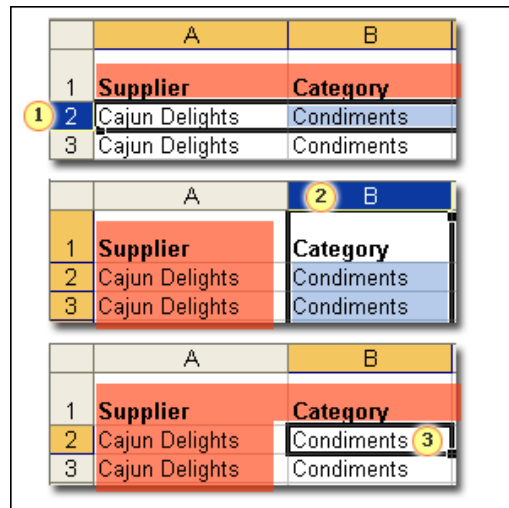 A B
1 Supplier Category
1 2 Cajun Delights Condiments
3 Cajun Delights Condiments
A 2 B
1 Supplier Category
2 Cajun Delights Condiments
3 Cajun Delights Condiments
A B
1 Supplier Category
2 Cajun Delights Condiments 3
3 Cajun Delights Condiments